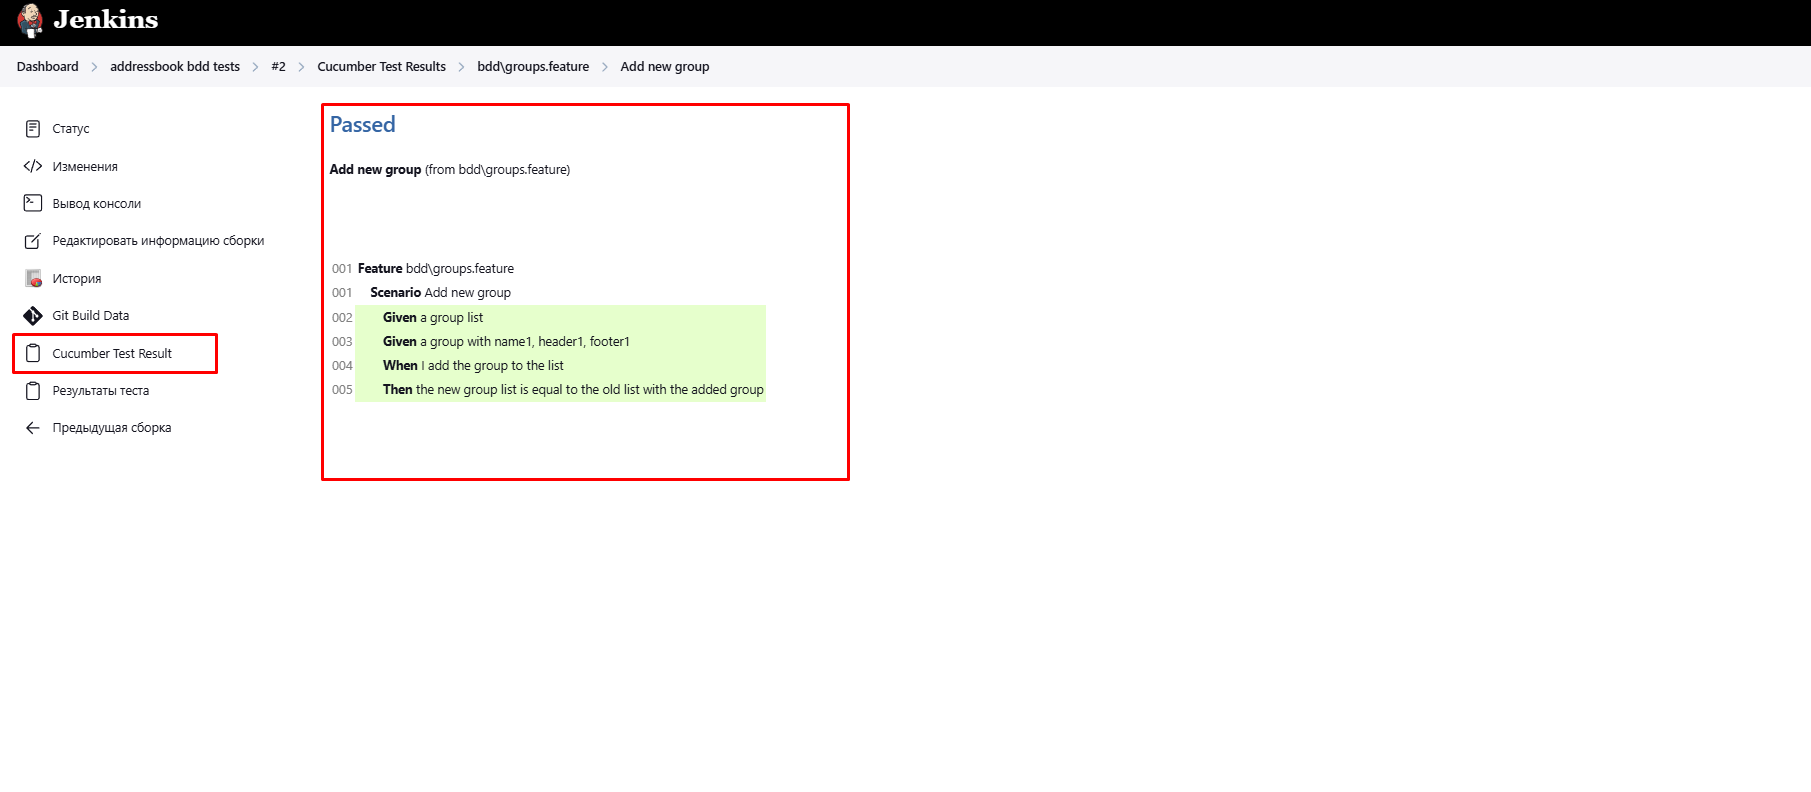 Jenkins
Dashboard > addressbook bdd tests > #2 > Cucumber Test Results > bdd\groups.feature > Add new group
Статус
Изменения
Вывод консоли
Редактировать информацию сборки
История
Git Build Data
Cucumber Test Result
Результаты теста
Предыдущая сборка
Passed
Add new group (from bdd\groups.feature)
001 Feature bdd\groups.feature
001 Scenario Add new group
002 Given a group list
003 Given a group with name1, header1, footer1
004 When I add the group to the list
005 Then the new group list is equal to the old list with the added group